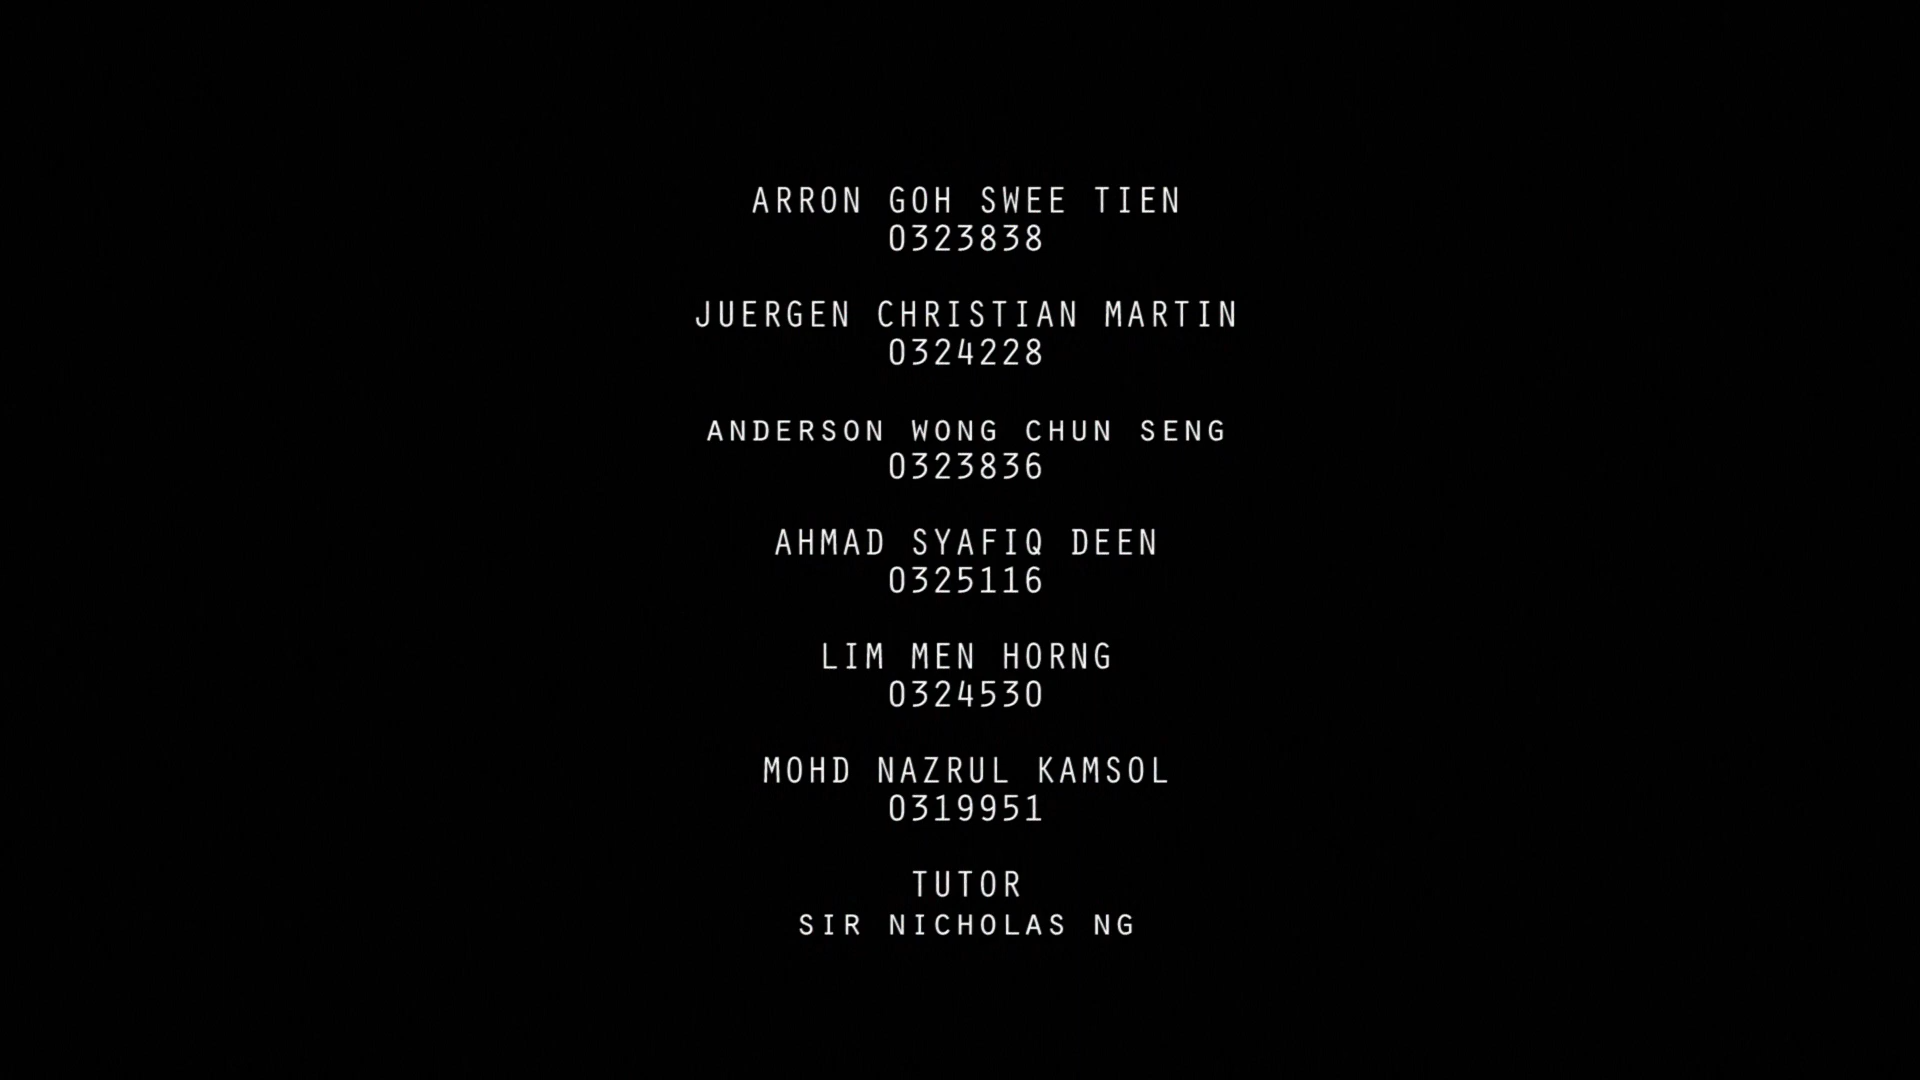 ARRON GOH SWEE TIEN
0323838
JUERGEN CHRISTIAN MARTIN
0324228
ANDERSON WONG CHUN SENG
0323836
AHMAD SYAFIQ DEEN
0325116
LIM MEN HORNG
0324530
MOHD NAZRUL KAMSOL
0319951
TUTOR
SIR NICHOLAS NG